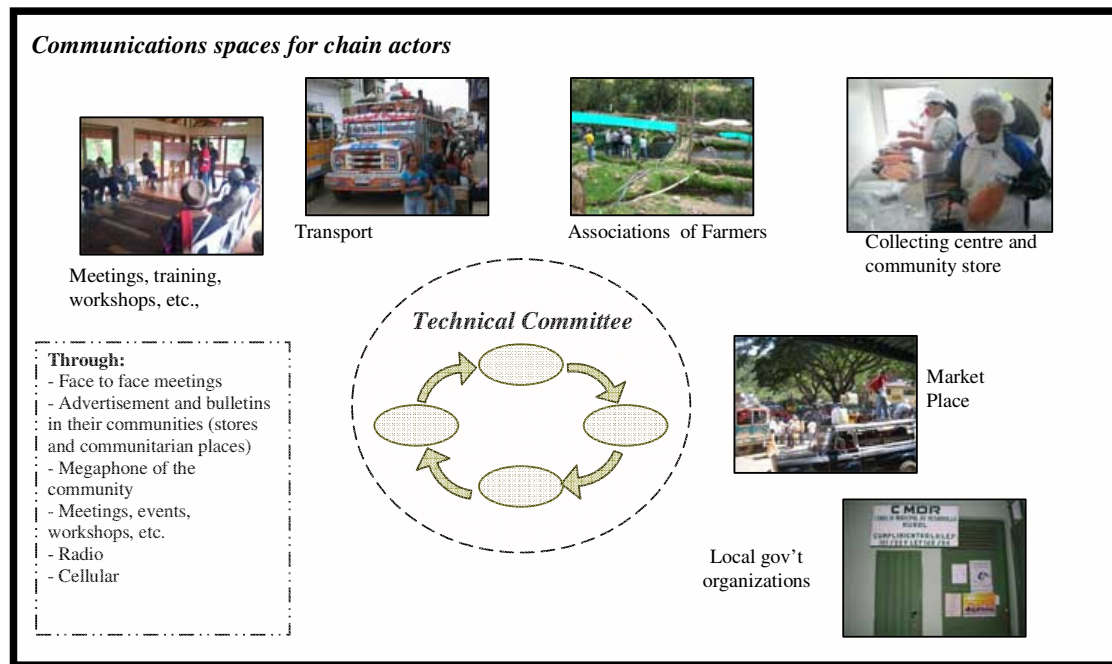 Communications spaces for chain actors
Transport
Associations of Farmers
Collecting centre and
community store
Meetings, training,
workshops, etc.,
Technical Committee
Through:
- Face to face meetings
- Advertisement and bulletins
in their communities (stores
and communitarian places)
- Megaphone of the
community
- Meetings, events,
workshops, etc.
- Radio
- Cellular
Market
Place
Local gov't
organizations
CMDR
RURAL